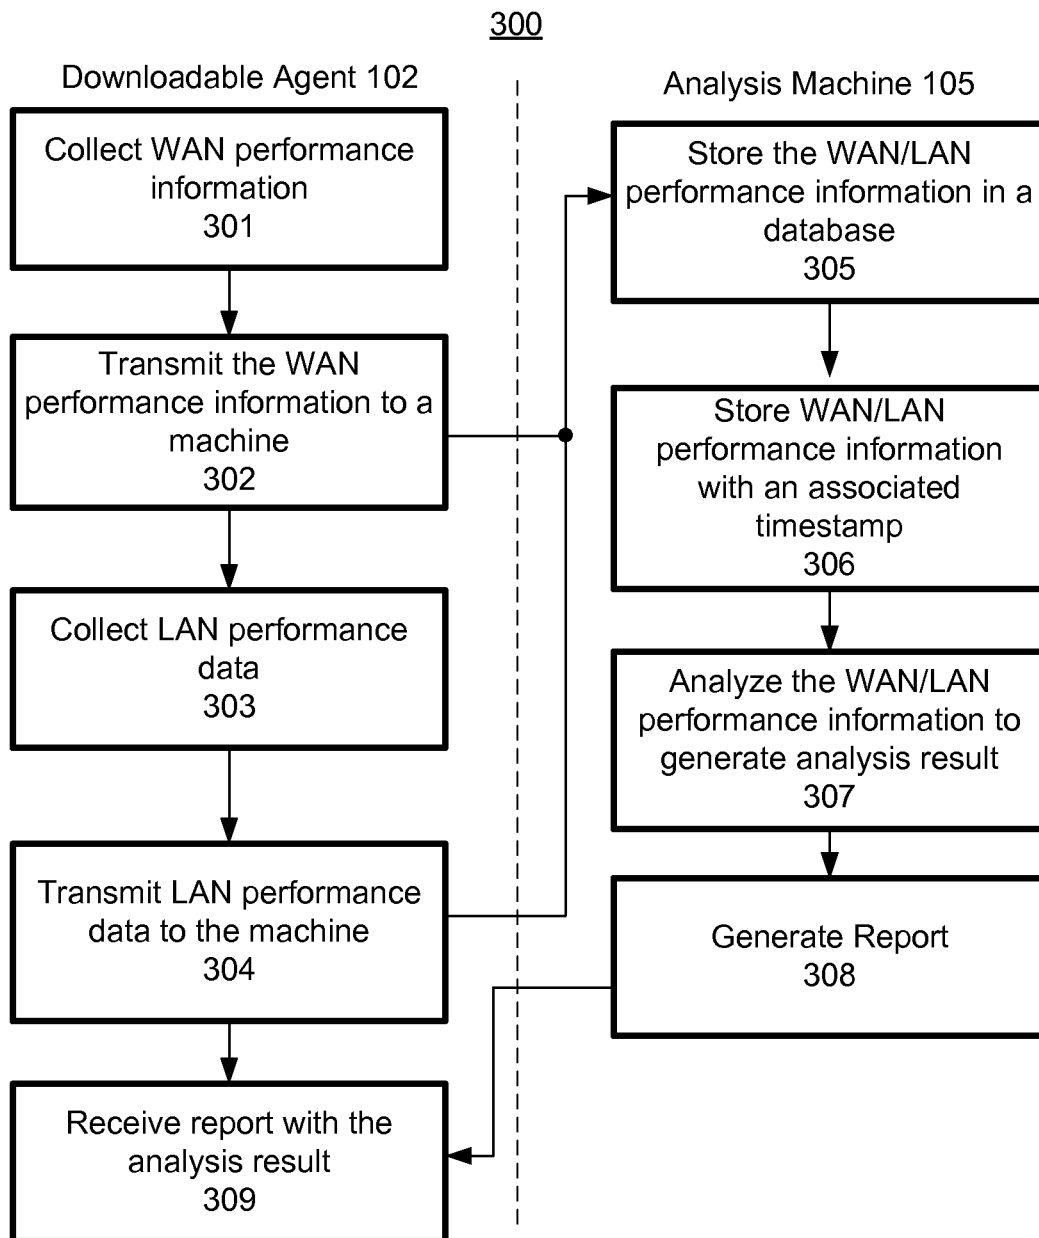 300
Downloadable Agent 102
Collect WAN performance
information
301
Transmit the WAN
performance information to a
machine
302
Collect LAN performance
data
303
Transmit LAN performance
data to the machine
304
Receive report with the
analysis result
309
Analysis Machine 105
Store the WAN/LAN
performance information in a
database
305
Store WAN/LAN
performance information
with an associated
timestamp
306
Analyze the WAN/LAN
performance information to
generate analysis result
307
Generate Report
308